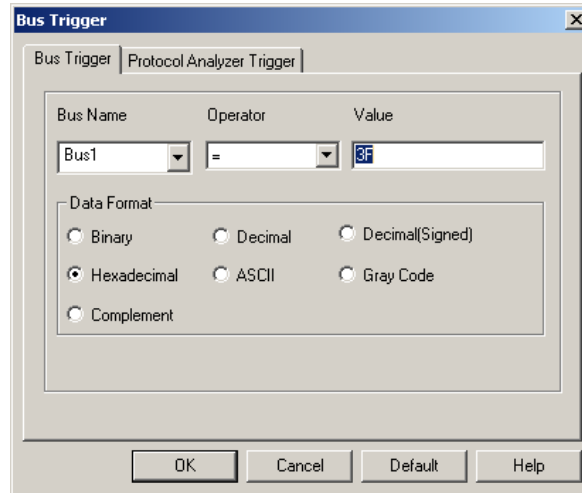 Bus Trigger
Bus Trigger Protocol Analyzer Trigger
Bus Name Operator Value
Bus1 = 3F
Data Format
Binary Decimal Decimal(Signed)
Hexadecimal ASCII Gray Code
Complement
OK Cancel Default Help